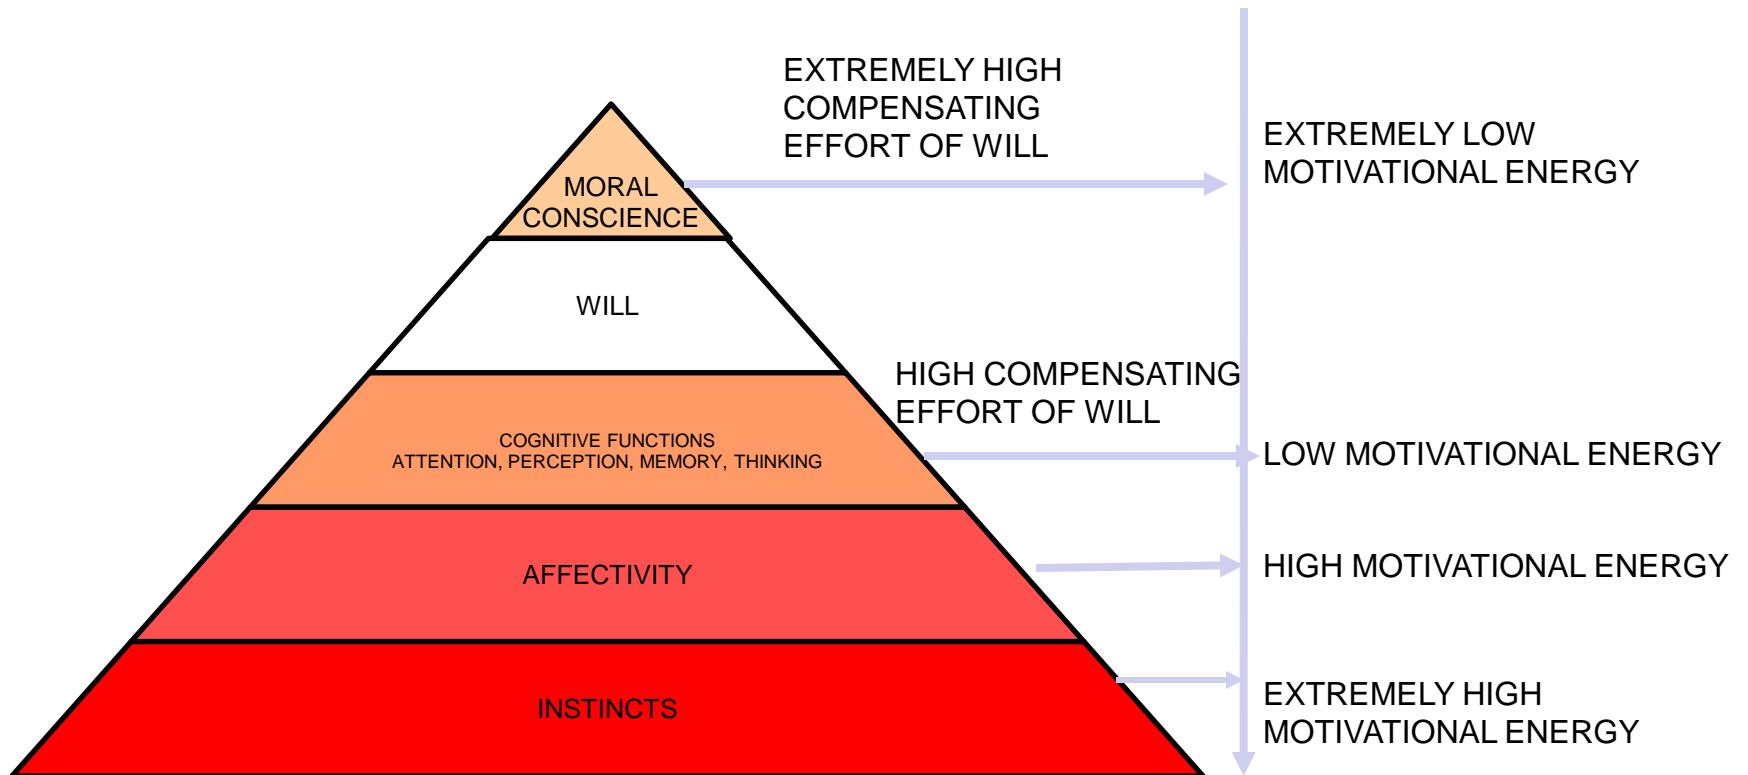 EXTREMELY HIGH
COMPENSATING
EFFORT OF WILL
EXTREMELY LOW
MOTIVATIONAL ENERGY
MORAL
CONSCIENCE
WILL
HIGH COMPENSATING
EFFORT OF WILL
COGNITIVE FUNCTIONS
ATTENTION, PERCEPTION, MEMORY, THINKING
LOW MOTIVATIONAL ENERGY
AFFECTIVITY
HIGH MOTIVATIONAL ENERGY
INSTINCTS
EXTREMELY HIGH
MOTIVATIONAL ENERGY